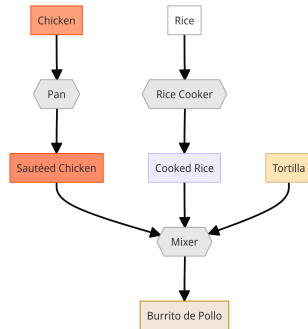 Chicken
Rice
Pan
Rice Cooker
Sautéed Chicken
Cooked Rice
Tortilla
Mixer
Burrito de Pollo